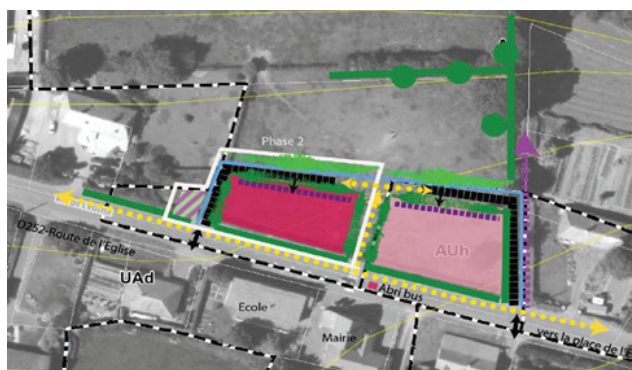 Phase 2
D252-Route de l'Eglise
AUh
UAd
Abri bus
Ecole
Mairie
vers la place de l'E